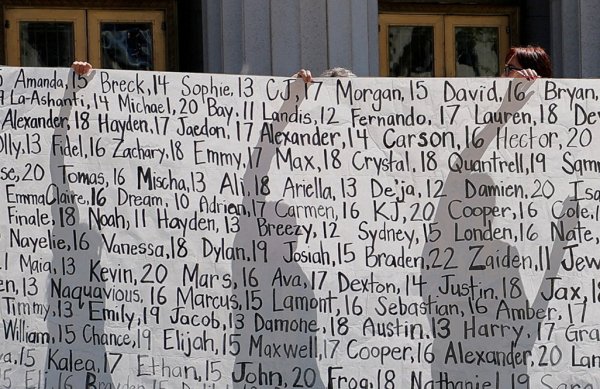 Amanda, 15 Breck, 14 Sophie, 13 CJ, 17 Morgan, 15 David, 16 Bryan,
La-Ashanti, 14 Michael, 20 Bay, 11 Landis, 12 Fernando, 17 Lauren, 18
Alexander, 18 Hayden, 17 Jaedon, 17 Alexander, 14 Carson, 16 Hector, 20
13 Fidel, 16 Zachary, 18 Emmy, 17 Max, 18 Crystal, 18 Quantrell, 19
20 Tomas, 16 Mischa, 13 Ali, 18 Ariella, 13 De'ja, 12 Damien, 20
EmmaClaire, 16 Dream, 10 Adrien, 17 Carmen, 16 KJ, 20 Cooper, 16 Cole, 16
Finale, 18 Noah, 11 Hayden, 13 Breezy, 12 Sydney, 15 Londen, 16 Nate,
Nayelie, 16 Vanessa, 18 Dylan, 19 Josiah, 15 Braden, 22 Zaiden, 11
Maia, 13 Kevin, 20 Mars, 16 Ava, 17 Dexton, 14 Justin, 18 Jax, 18
13 Naquavious, 16 Marcus, 15 Lamont, 16 Sebastian, 16 Amber, 17
Timmy, 13 Emily, 19 Jacob, 13 Damone, 18 Austin, 13 Harry, 17
William, 15 Chance, 19 Elijah, 15 Maxwell, 17 Cooper, 16 Alexander, 20
15 Kalea, 17 Ethan, 15 John, 20 Frog, 18 Nathaniel